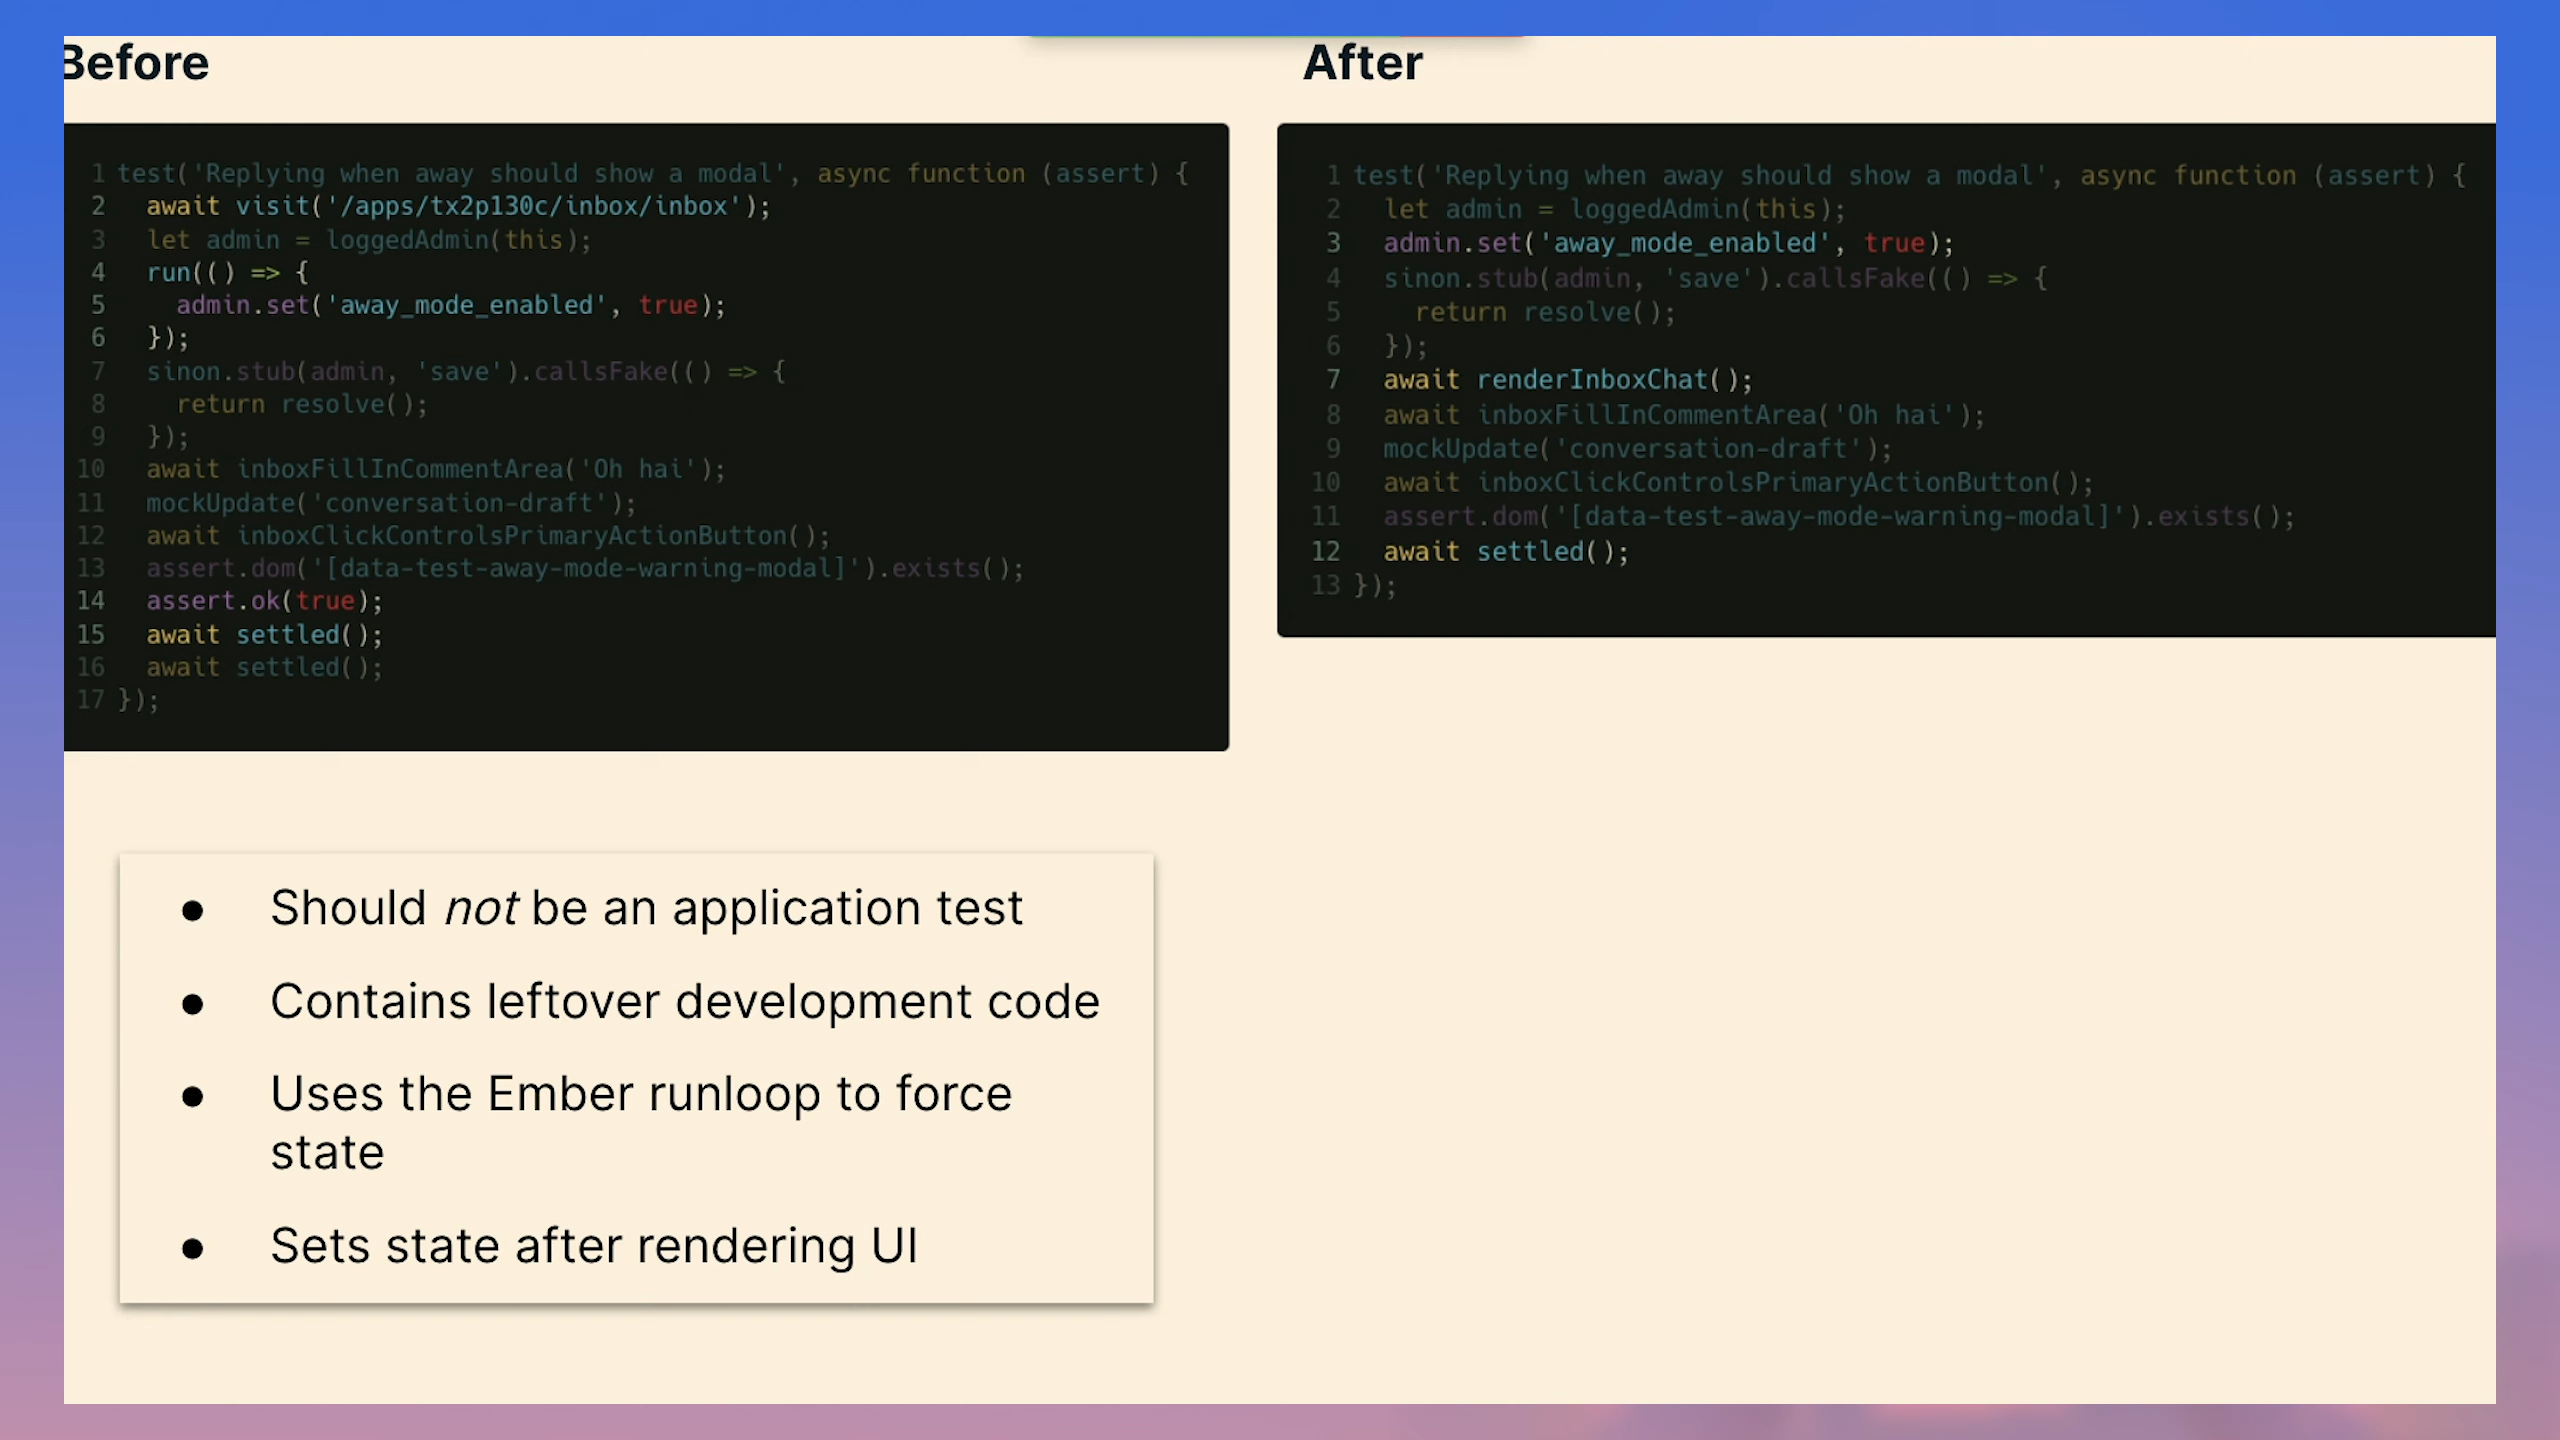 Before
1 test('Replying when away should show a modal', async function (assert) {
2   await visit('/apps/tx2p130c/inbox/inbox');
3   let admin = loggedAdmin(this);
4   run(() => {
5     admin.set('away_mode_enabled', true);
6   });
7   sinon.stub(admin, 'save').callsFake(() => {
8     return resolve();
9   });
10   await inboxFillInCommentArea('Oh hai');
11   mockUpdate('conversation-draft');
12   await inboxClickControlsPrimaryActionButton();
13   assert.dom('[data-test-away-mode-warning-modal]').exists();
14   assert.ok(true);
15   await settled();
16   await settled();
17 });
After
1 test('Replying when away should show a modal', async function (assert) {
2   let admin = loggedAdmin(this);
3   admin.set('away_mode_enabled', true);
4   sinon.stub(admin, 'save').callsFake(() => {
5     return resolve();
6   });
7   await renderInboxChat();
8   await inboxFillInCommentArea('Oh hai');
9   mockUpdate('conversation-draft');
10   await inboxClickControlsPrimaryActionButton();
11   assert.dom('[data-test-away-mode-warning-modal]').exists();
12   await settled();
13 });
● Should not be an application test
● Contains leftover development code
● Uses the Ember runloop to force
state
● Sets state after rendering UI